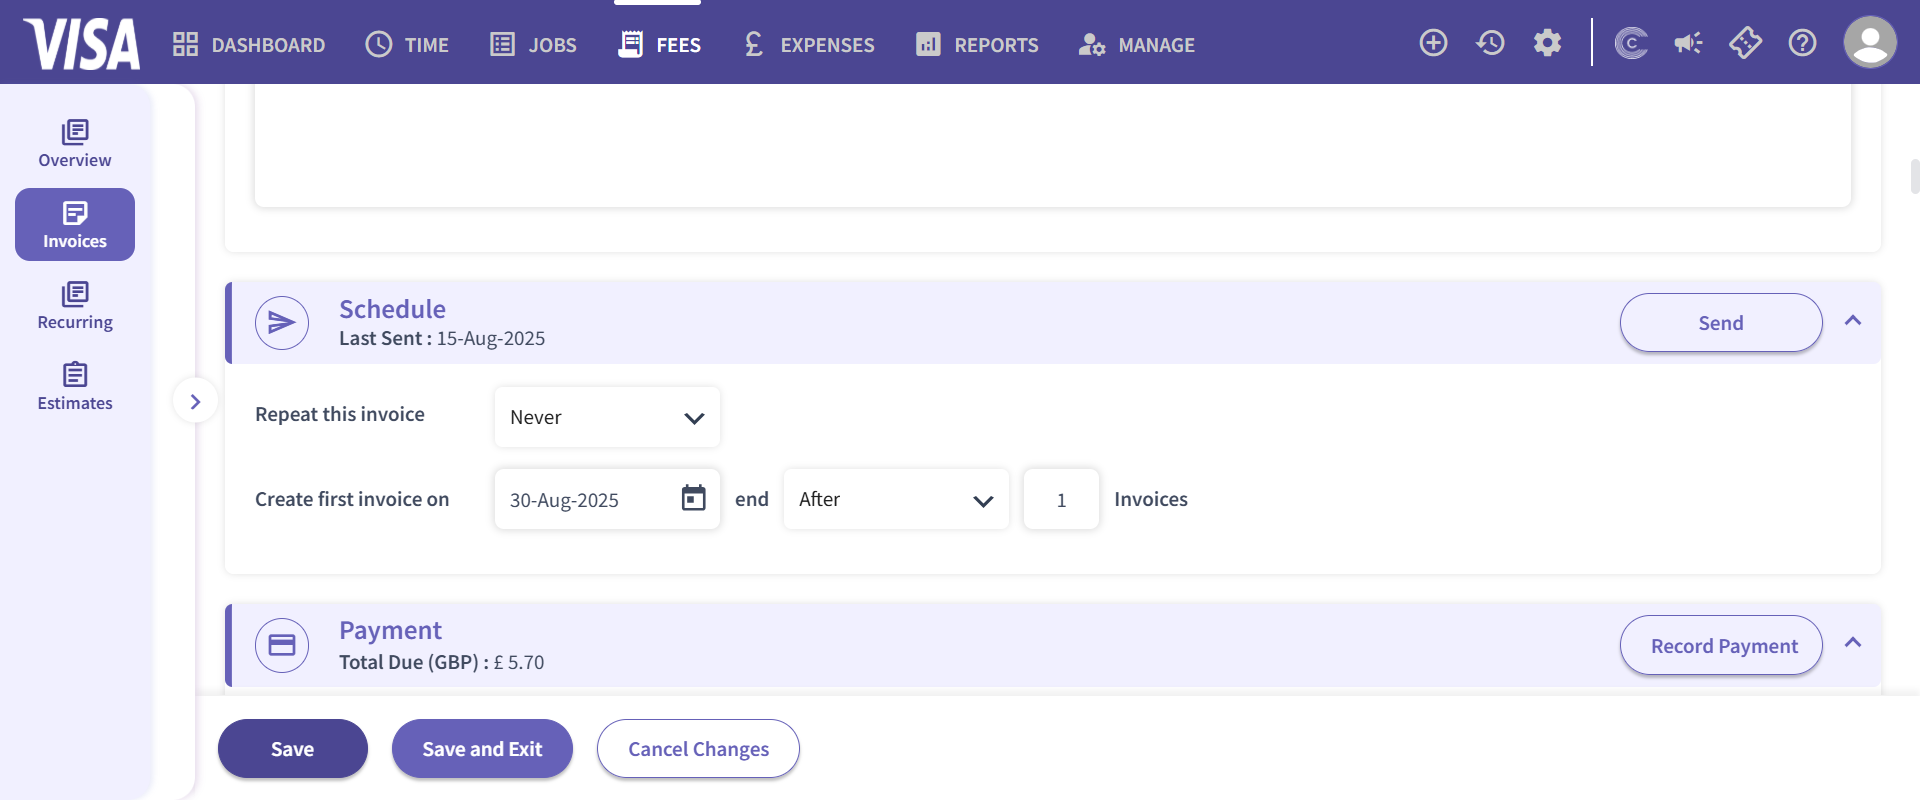 VISA
DASHBOARD
TIME
JOBS
FEES
£ EXPENSES
REPORTS
MANAGE
Overview
Invoices
Recurring
Estimates
Schedule
Last Sent : 15-Aug-2025
Send
Repeat this invoice
Never
Create first invoice on
30-Aug-2025
end
After
1
Invoices
Payment
Total Due (GBP) : £ 5.70
Record Payment
Save
Save and Exit
Cancel Changes